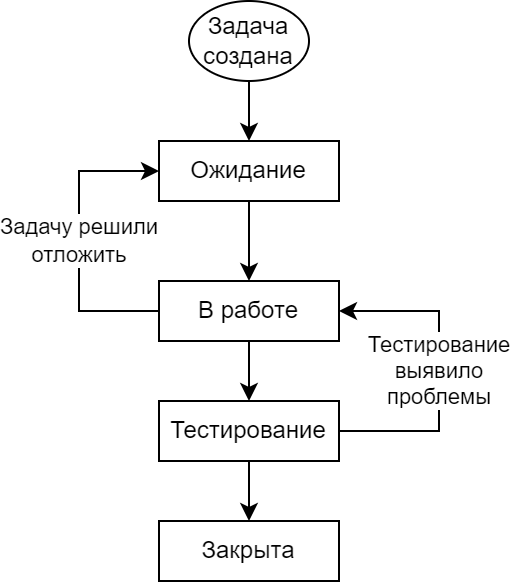 Задача
создана
Ожидание
Задачу решили
отложить
В работе
Тестирование
выявило
проблемы
Тестирование
Закрыта